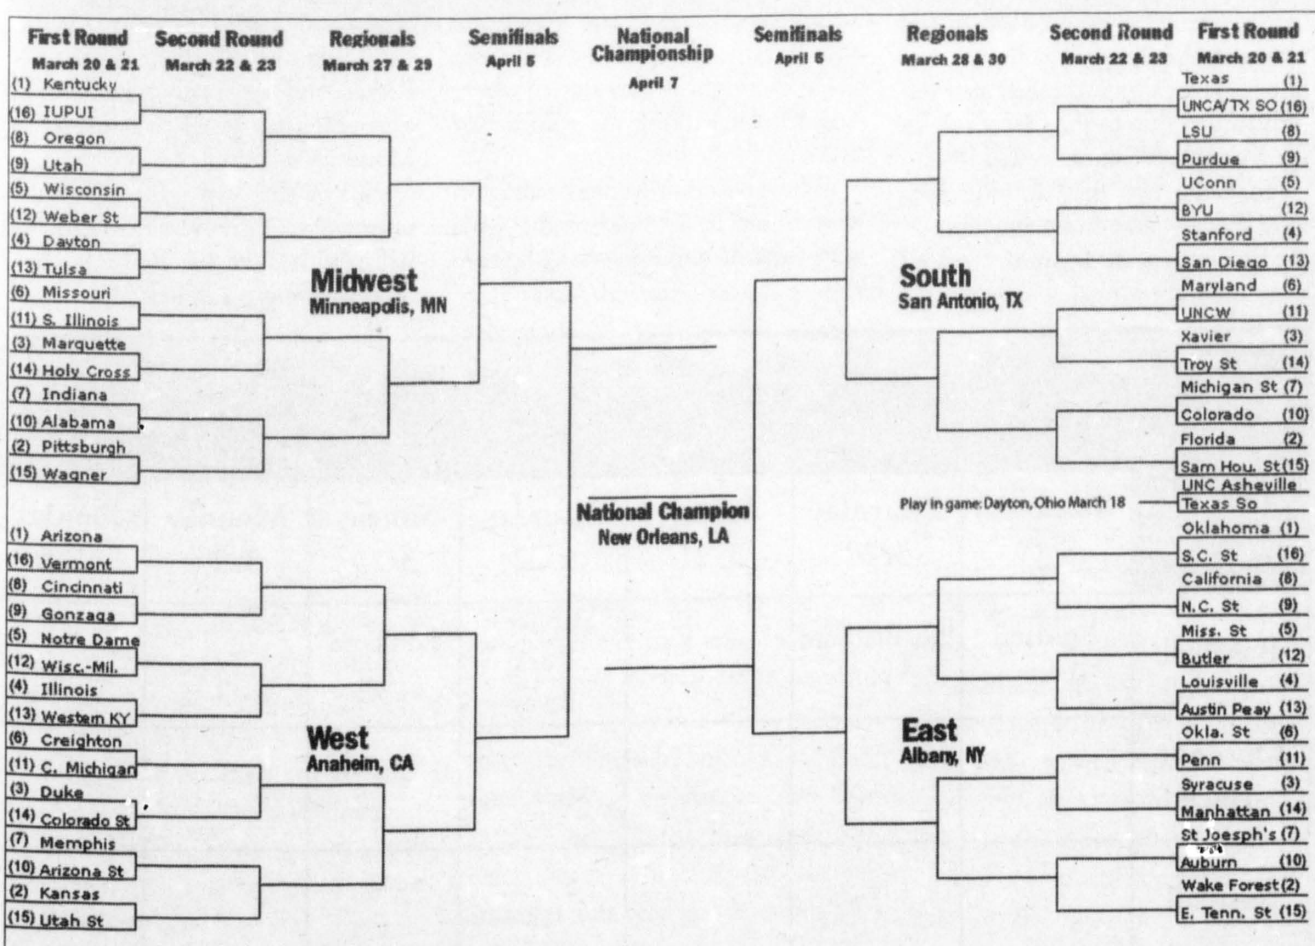 First Round Second Round Regionals Semifinals National Championship Semifinals Regionals Second Round First Round
March 20 & 21 March 22 & 23 March 27 & 29 April 5 April 7 April 5 March 28 & 30 March 22 & 23 March 20 & 21
(1) Kentucky
(16) IUPUI
(8) Oregon
(9) Utah
(5) Wisconsin
(12) Weber St
(4) Dayton
(13) Tulsa
(6) Missouri
(11) S. Illinois
(3) Marquette
(14) Holy Cross
(7) Indiana
(10) Alabama
(2) Pittsburgh
(15) Wagner
Midwest
Minneapolis, MN
(1) Arizona
(16) Vermont
(8) Cincinnati
(9) Gonzaga
(5) Notre Dame
(12) Wisc.-Mil.
(4) Illinois
(13) Western KY
(6) Creighton
(11) C. Michigan
(3) Duke
(14) Colorado St
(7) Memphis
(10) Arizona St
(2) Kansas
(15) Utah St
West
Anaheim, CA
National Champion
New Orleans, LA
Texas (1)
UNCA/TX SO (16)
LSU (8)
Purdue (9)
UConn (5)
BYU (12)
Stanford (4)
San Diego (13)
Maryland (6)
UNCW (11)
Xavier (3)
Troy St (14)
Michigan St (7)
Colorado (10)
Florida (2)
Sam Hou. St (15)
South
San Antonio, TX
UNC Asheville
Play in game: Dayton, Ohio March 18
Texas So
Oklahoma (1)
S.C. St (16)
California (8)
N.C. St (9)
Miss. St (5)
Butler (12)
Louisville (4)
Austin Peay (13)
Okla. St (6)
Penn (11)
Syracuse (3)
Manhattan (14)
St Joesph's (7)
Auburn (10)
Wake Forest (2)
E. Tenn. St (15)
East
Albany, NY